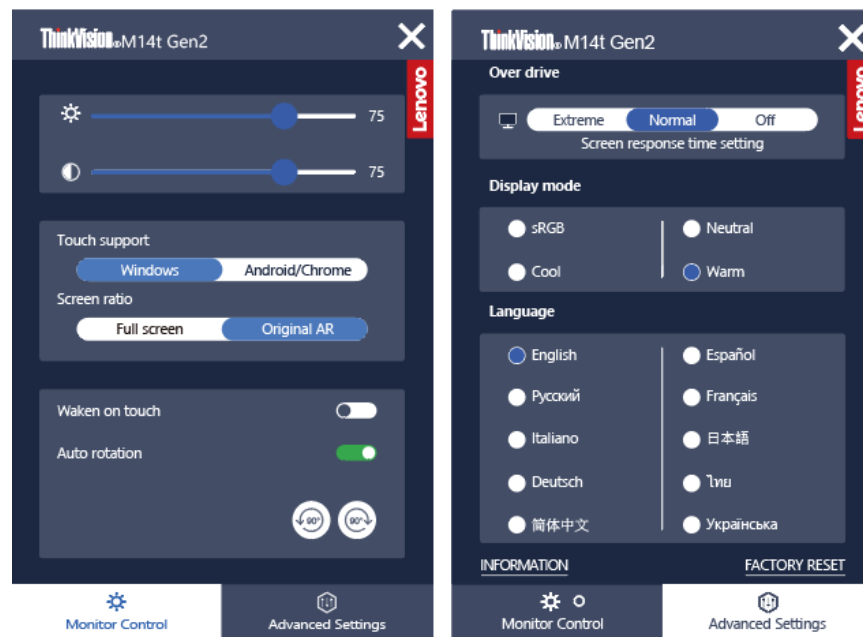 ThinkVision M14t Gen2
Lenovo
75
75
Touch support
Windows Android/Chrome
Screen ratio
Full screen Original AR
Waken on touch
Auto rotation
90° 90°
Monitor Control Advanced Settings
ThinkVision M14t Gen2
Lenovo
Over drive
Extreme Normal Off
Screen response time setting
Display mode
sRGB Neutral
Cool Warm
Language
English Español
Русский Français
Italiano 日本語
Deutsch ไทย
简体中文 Українська
INFORMATION FACTORY RESET
Monitor Control Advanced Settings